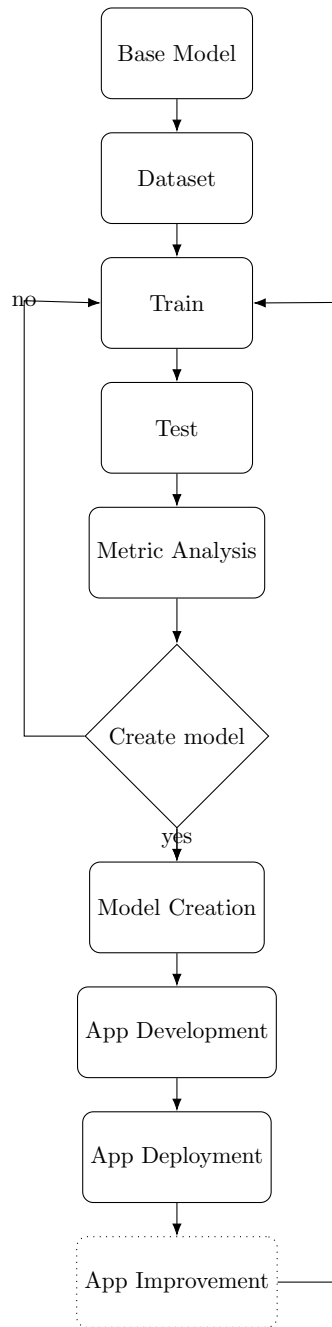 Base Model
Dataset
no
Train
Test
Metric Analysis
Create model
yes
Model Creation
App Development
App Deployment
App Improvement